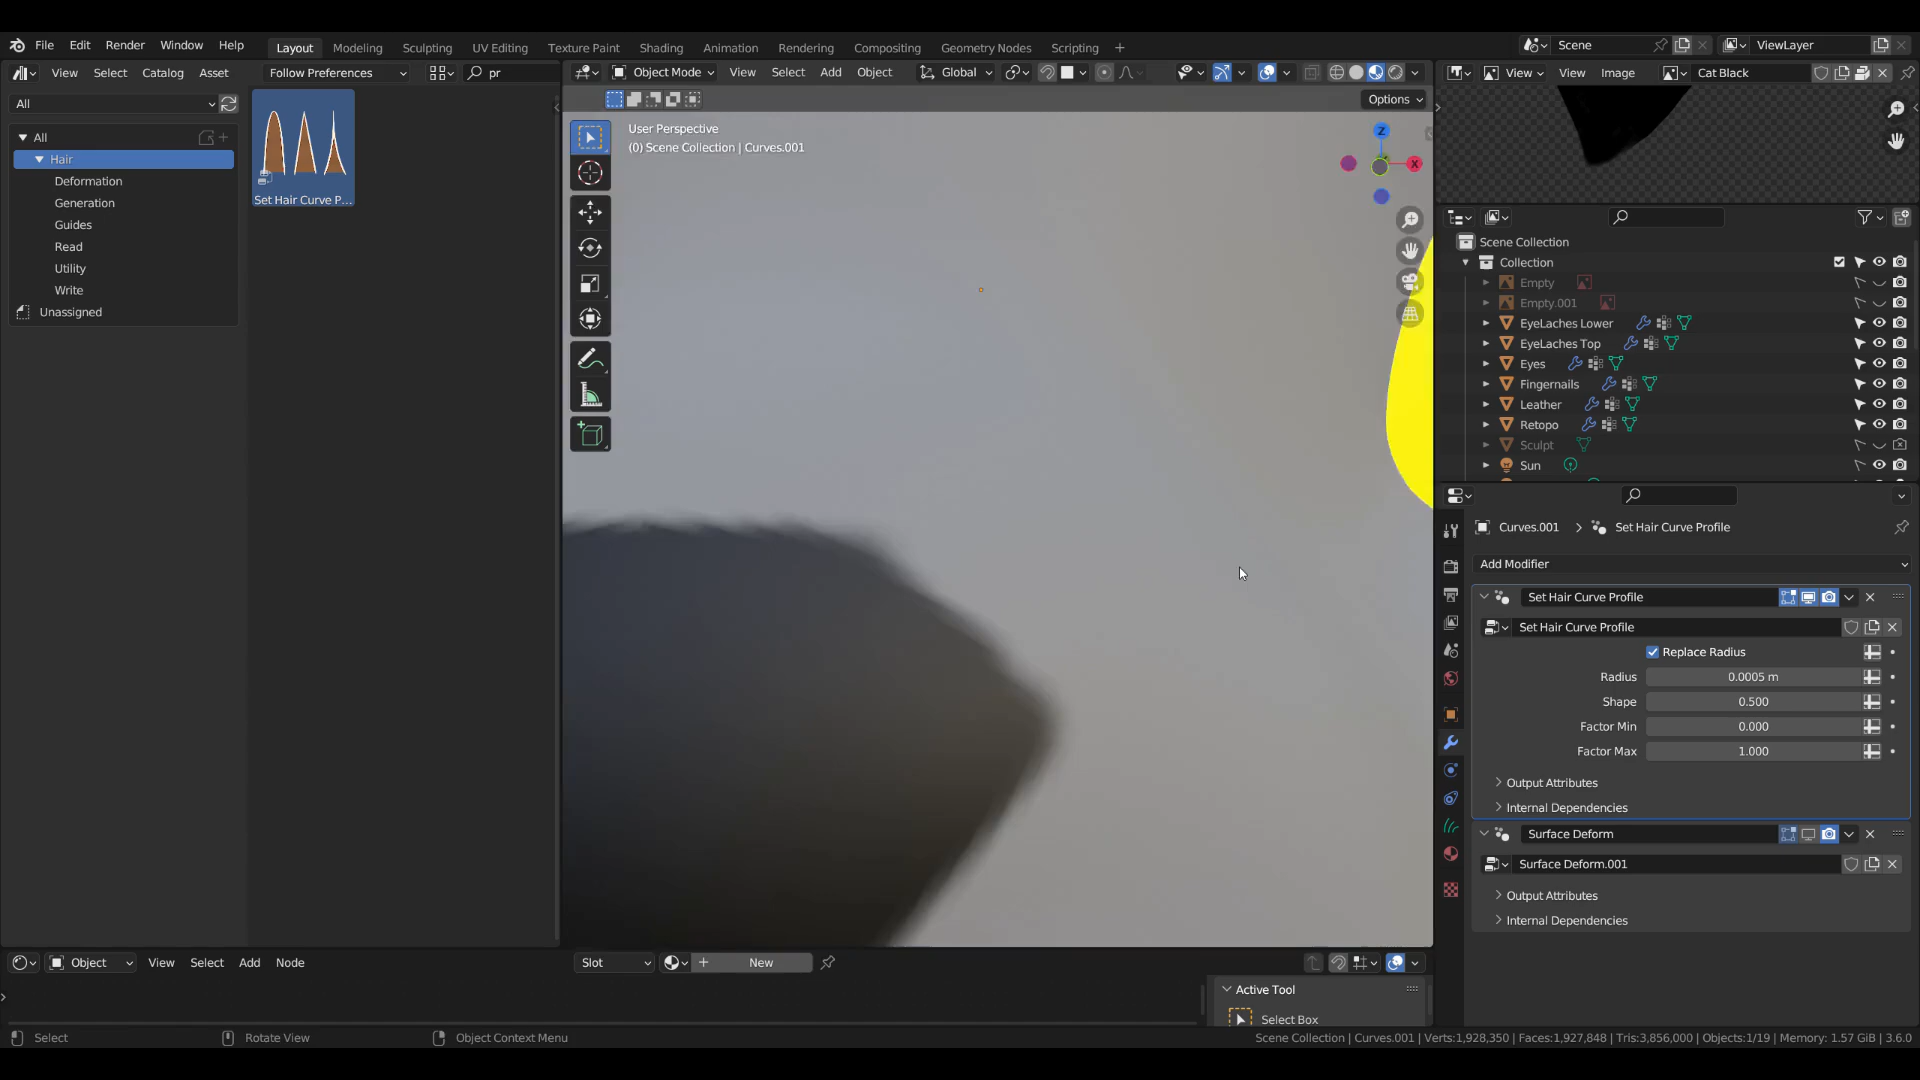 File Edit Render Window Help Layout Modeling Sculpting UV Editing Texture Paint Shading Animation Rendering Compositing Geometry Nodes Scripting + Scene ViewLayer
View Select Catalog Asset Follow Preferences pr Object Mode View Select Add Object Global View View Image Cat Black
Options
All
All
Hair
Deformation
Generation
Guides
Read
Utility
Write
Unassigned
Set Hair Curve P...
User Perspective
(0) Scene Collection | Curves.001
Z
X
Scene Collection
Collection
Empty
Empty.001
EyeLaches Lower
EyeLaches Top
Eyes
Fingernails
Leather
Retopo
Sculpt
Sun
Curves.001 > Set Hair Curve Profile
Add Modifier
Set Hair Curve Profile
Set Hair Curve Profile
Replace Radius
Radius 0.0005 m
Shape 0.500
Factor Min 0.000
Factor Max 1.000
Output Attributes
Internal Dependencies
Surface Deform
Surface Deform.001
Output Attributes
Internal Dependencies
Object View Select Add Node Slot New
Active Tool
Select Box
Select Rotate View Object Context Menu Scene Collection | Curves.001 | Verts:1,928,350 | Faces:1,927,848 | Tris:3,856,000 | Objects:1/19 | Memory: 1.57 GiB | 3.6.0